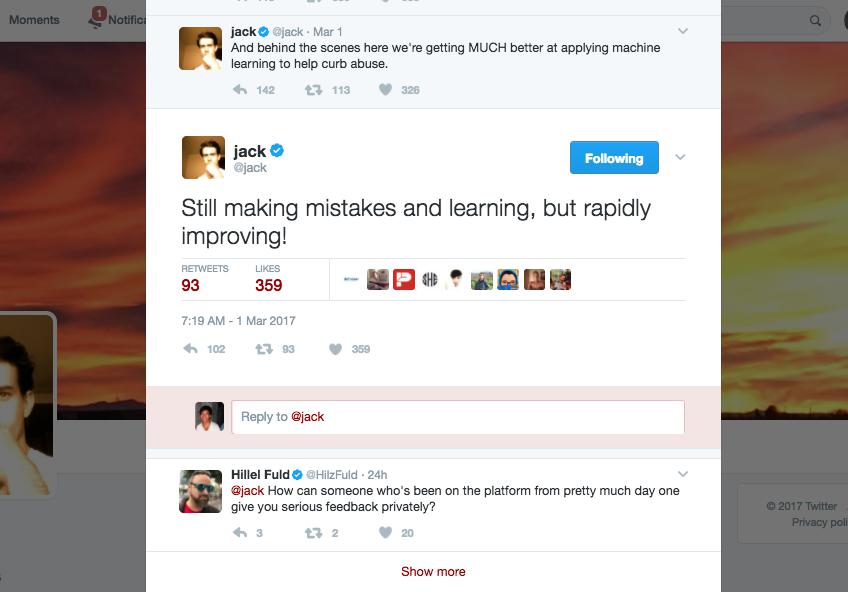 Moments
1
Notifica
jack @jack · Mar 1
And behind the scenes here we're getting MUCH better at applying machine
learning to help curb abuse.
142 113 326
jack
@jack
Following
Still making mistakes and learning, but rapidly
improving!
RETWEETS LIKES
93 359
7:19 AM - 1 Mar 2017
102 93 359
Reply to @jack
Hillel Fuld @HilzFuld · 24h
@jack How can someone who's been on the platform from pretty much day one
give you serious feedback privately?
3 2 20
Show more
© 2017 Twitter
Privacy poli